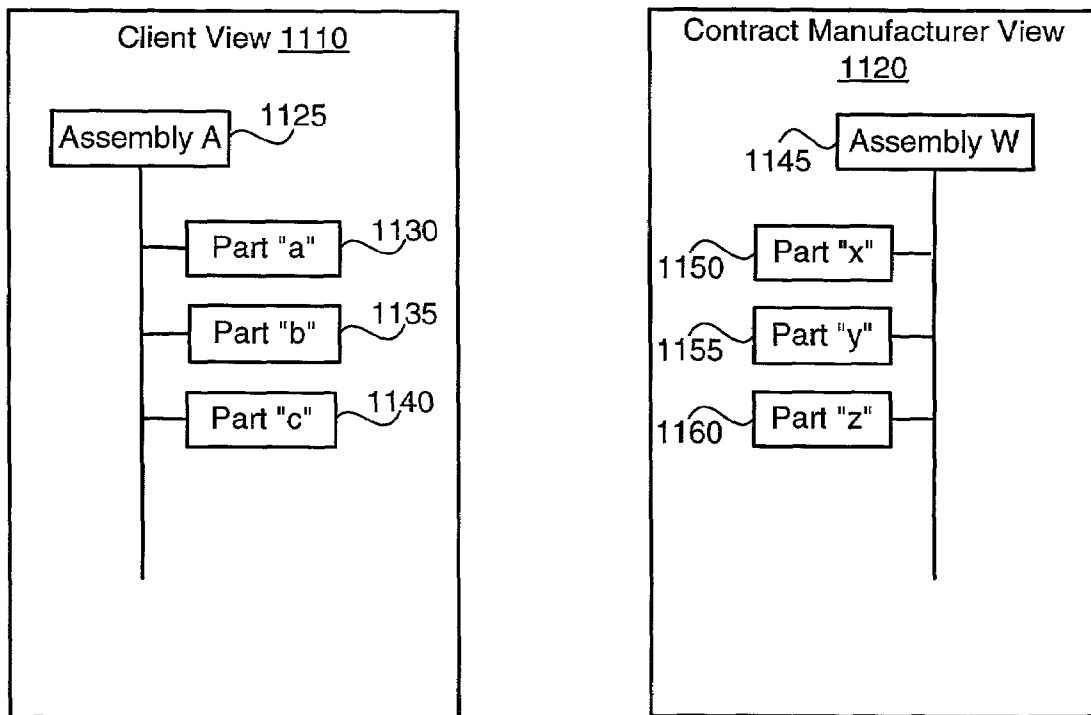 Client View 1110
Assembly A
1125
Part "a"
1130
Part "b"
1135
Part "c"
1140
Contract Manufacturer View
1120
1145
Assembly W
1150
Part "x"
1155
Part "y"
1160
Part "z"